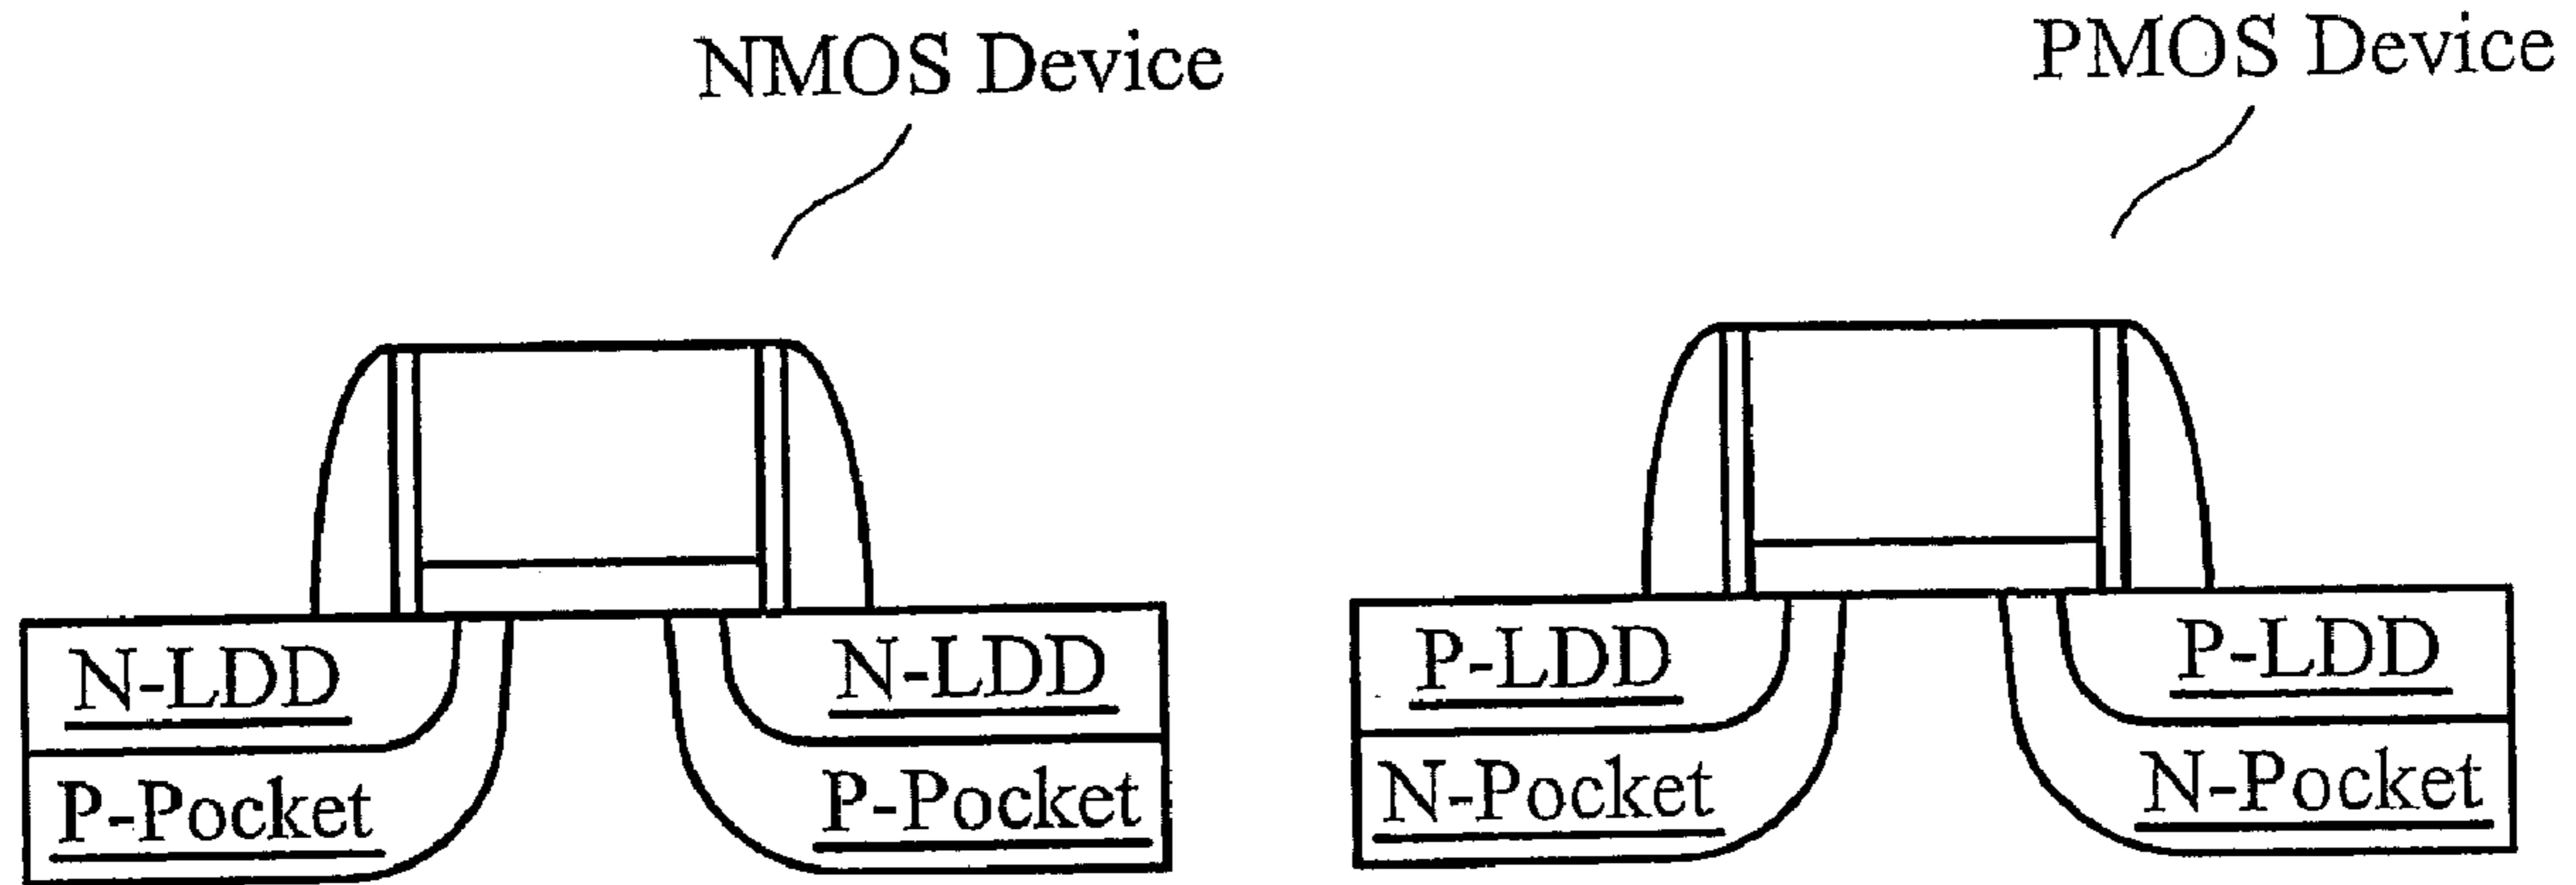 NMOS Device
PMOS Device
N-LDD
N-LDD
P-Pocket
P-Pocket
P-LDD
P-LDD
N-Pocket
N-Pocket